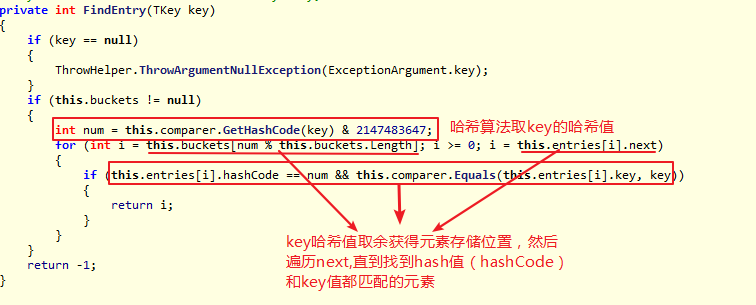 private int FindEntry(TKey key)
{
if (key == null)
{
ThrowHelper.ThrowArgumentNullException(ExceptionArgument.key);
}
if (this.buckets != null)
{
int num = this.comparer.GetHashCode(key) & 2147483647;
哈希算法取key的哈希值
for (int i = this.buckets[num % this.buckets.Length]; i >= 0; i = this.entries[i].next)
{
if (this.entries[i].hashCode == num && this.comparer.Equals(this.entries[i].key, key))
{
return i;
}
}
}
return -1;
}
key哈希值取余获得元素存储位置，然后
遍历next,直到找到hash值（hashCode）
和key值都匹配的元素